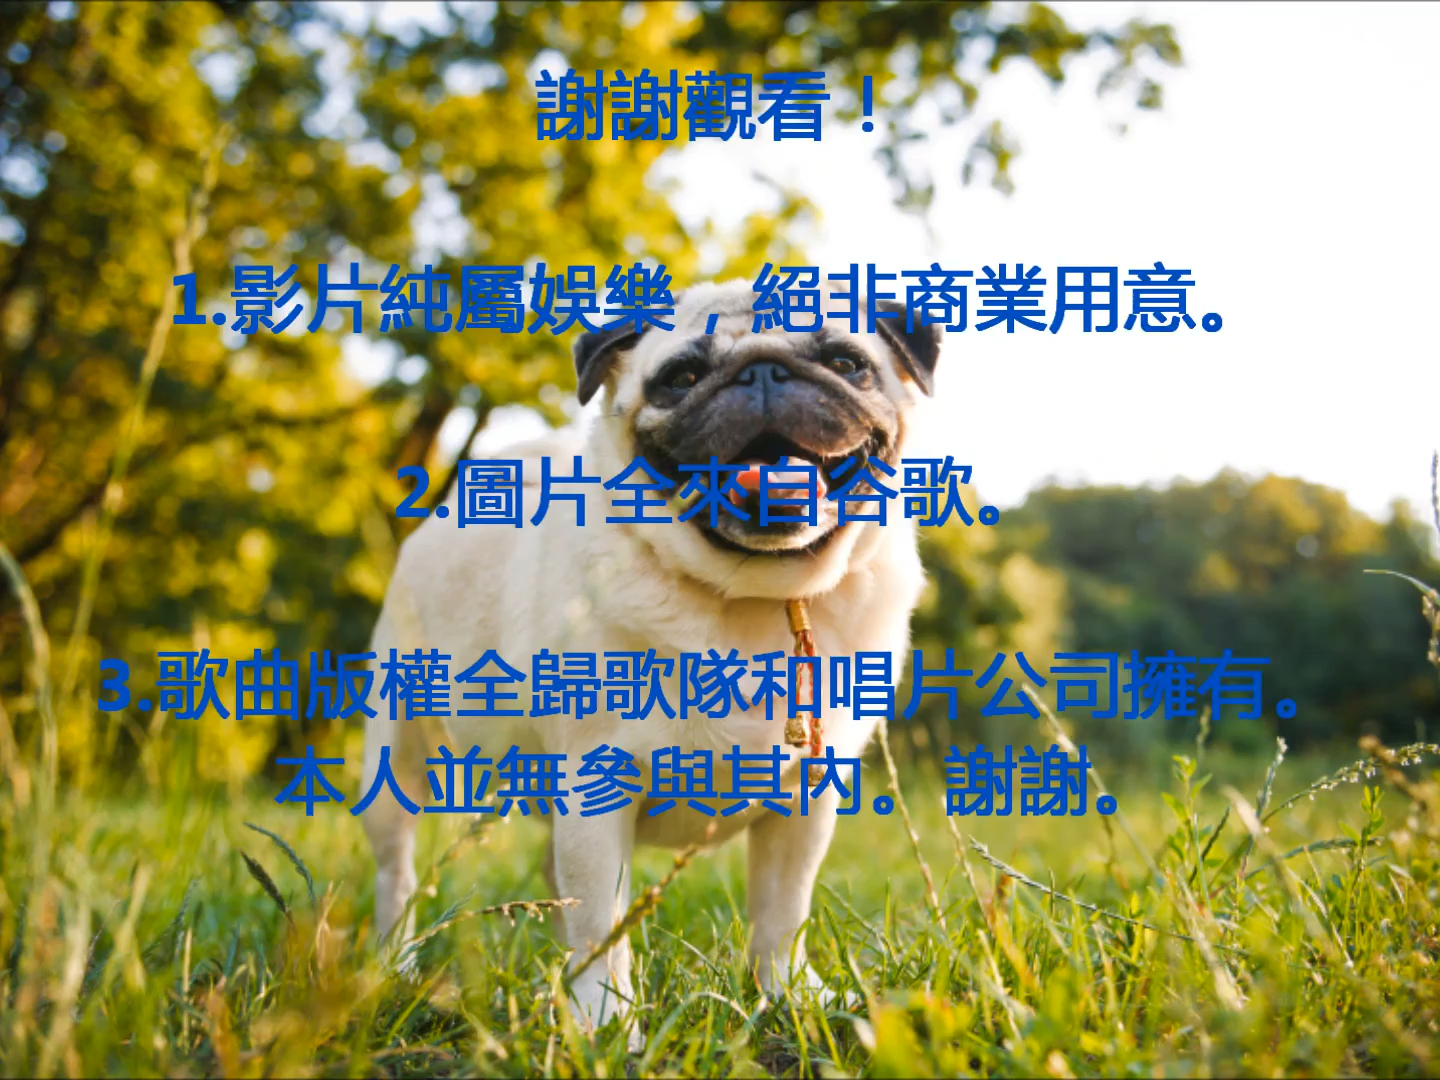 謝謝觀看！
1.影片純屬娛樂，絕非商業用意。
2.圖片全來自谷歌。
3.歌曲版權全歸歌隊和唱片公司擁有。
本人並無參與其內。謝謝。